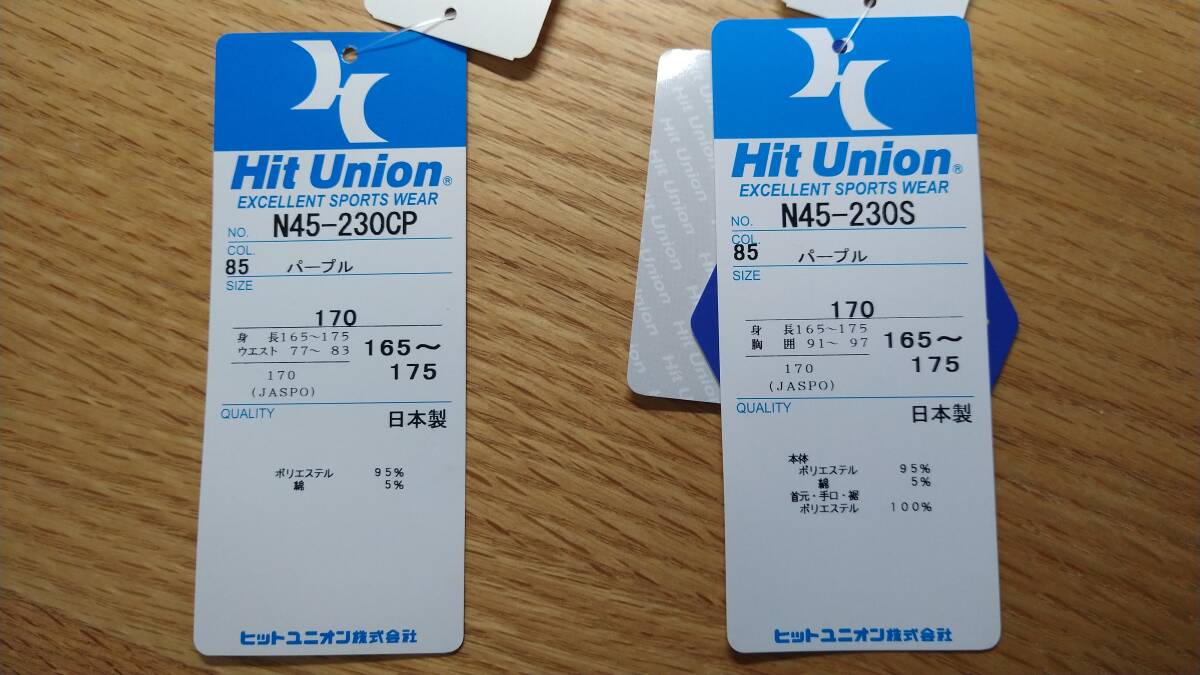 Hit Union®
EXCELLENT SPORTS WEAR
NO. N45-230CP
COL.
85 パープル
SIZE
170
身 長165~175
ウエスト 77~ 83
165~
175
170
(JASPO)
QUALITY
日本製
ポリエステル 95%
綿 5%
ヒットユニオン株式会社
Hit Union®
EXCELLENT SPORTS WEAR
NO. N45-230S
COL.
85 パープル
SIZE
170
身 長165~175
胸 囲 91~ 97
165~
175
170
(JASPO)
QUALITY
日本製
本体
ポリエステル 95%
綿 5%
首元・手口・裾
ポリエステル 100%
ヒットユニオン株式会社
Hit Union
Hit Union
Hit Union